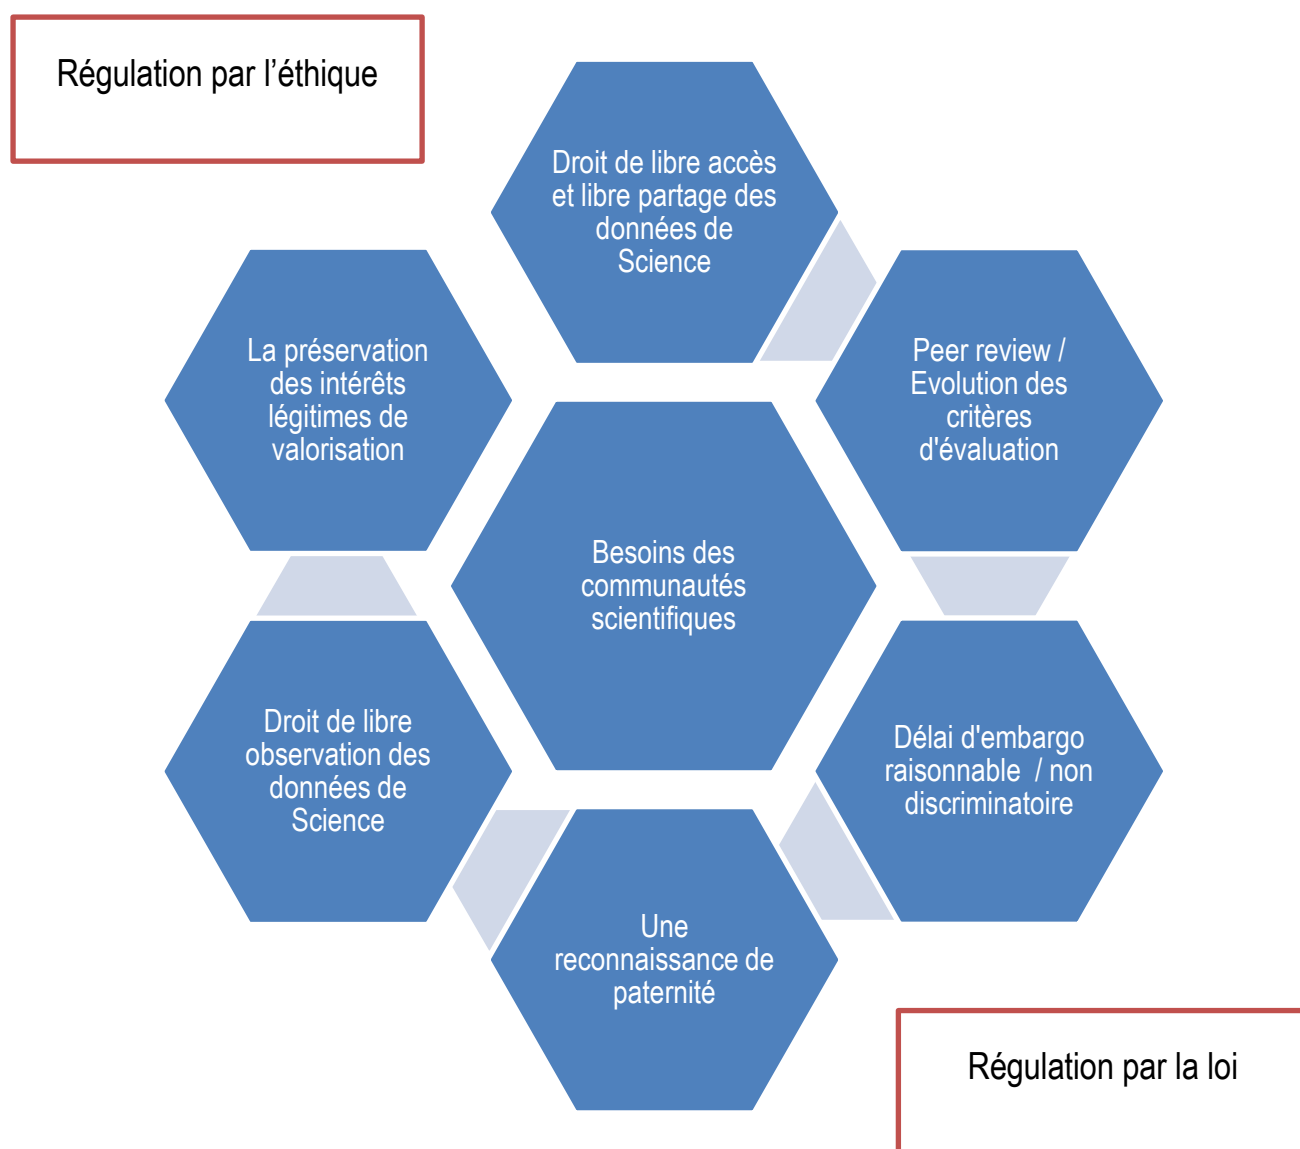 Régulation par l’éthique
Droit de libre accès
et libre partage des
données de
Science
Peer review /
Evolution des
critères
d'évaluation
La préservation
des intérêts
légitimes de
valorisation
Besoins des
communautés
scientifiques
Droit de libre
observation des
données de
Science
Délai d'embargo
raisonnable / non
discriminatoire
Une
reconnaissance de
paternité
Régulation par la loi